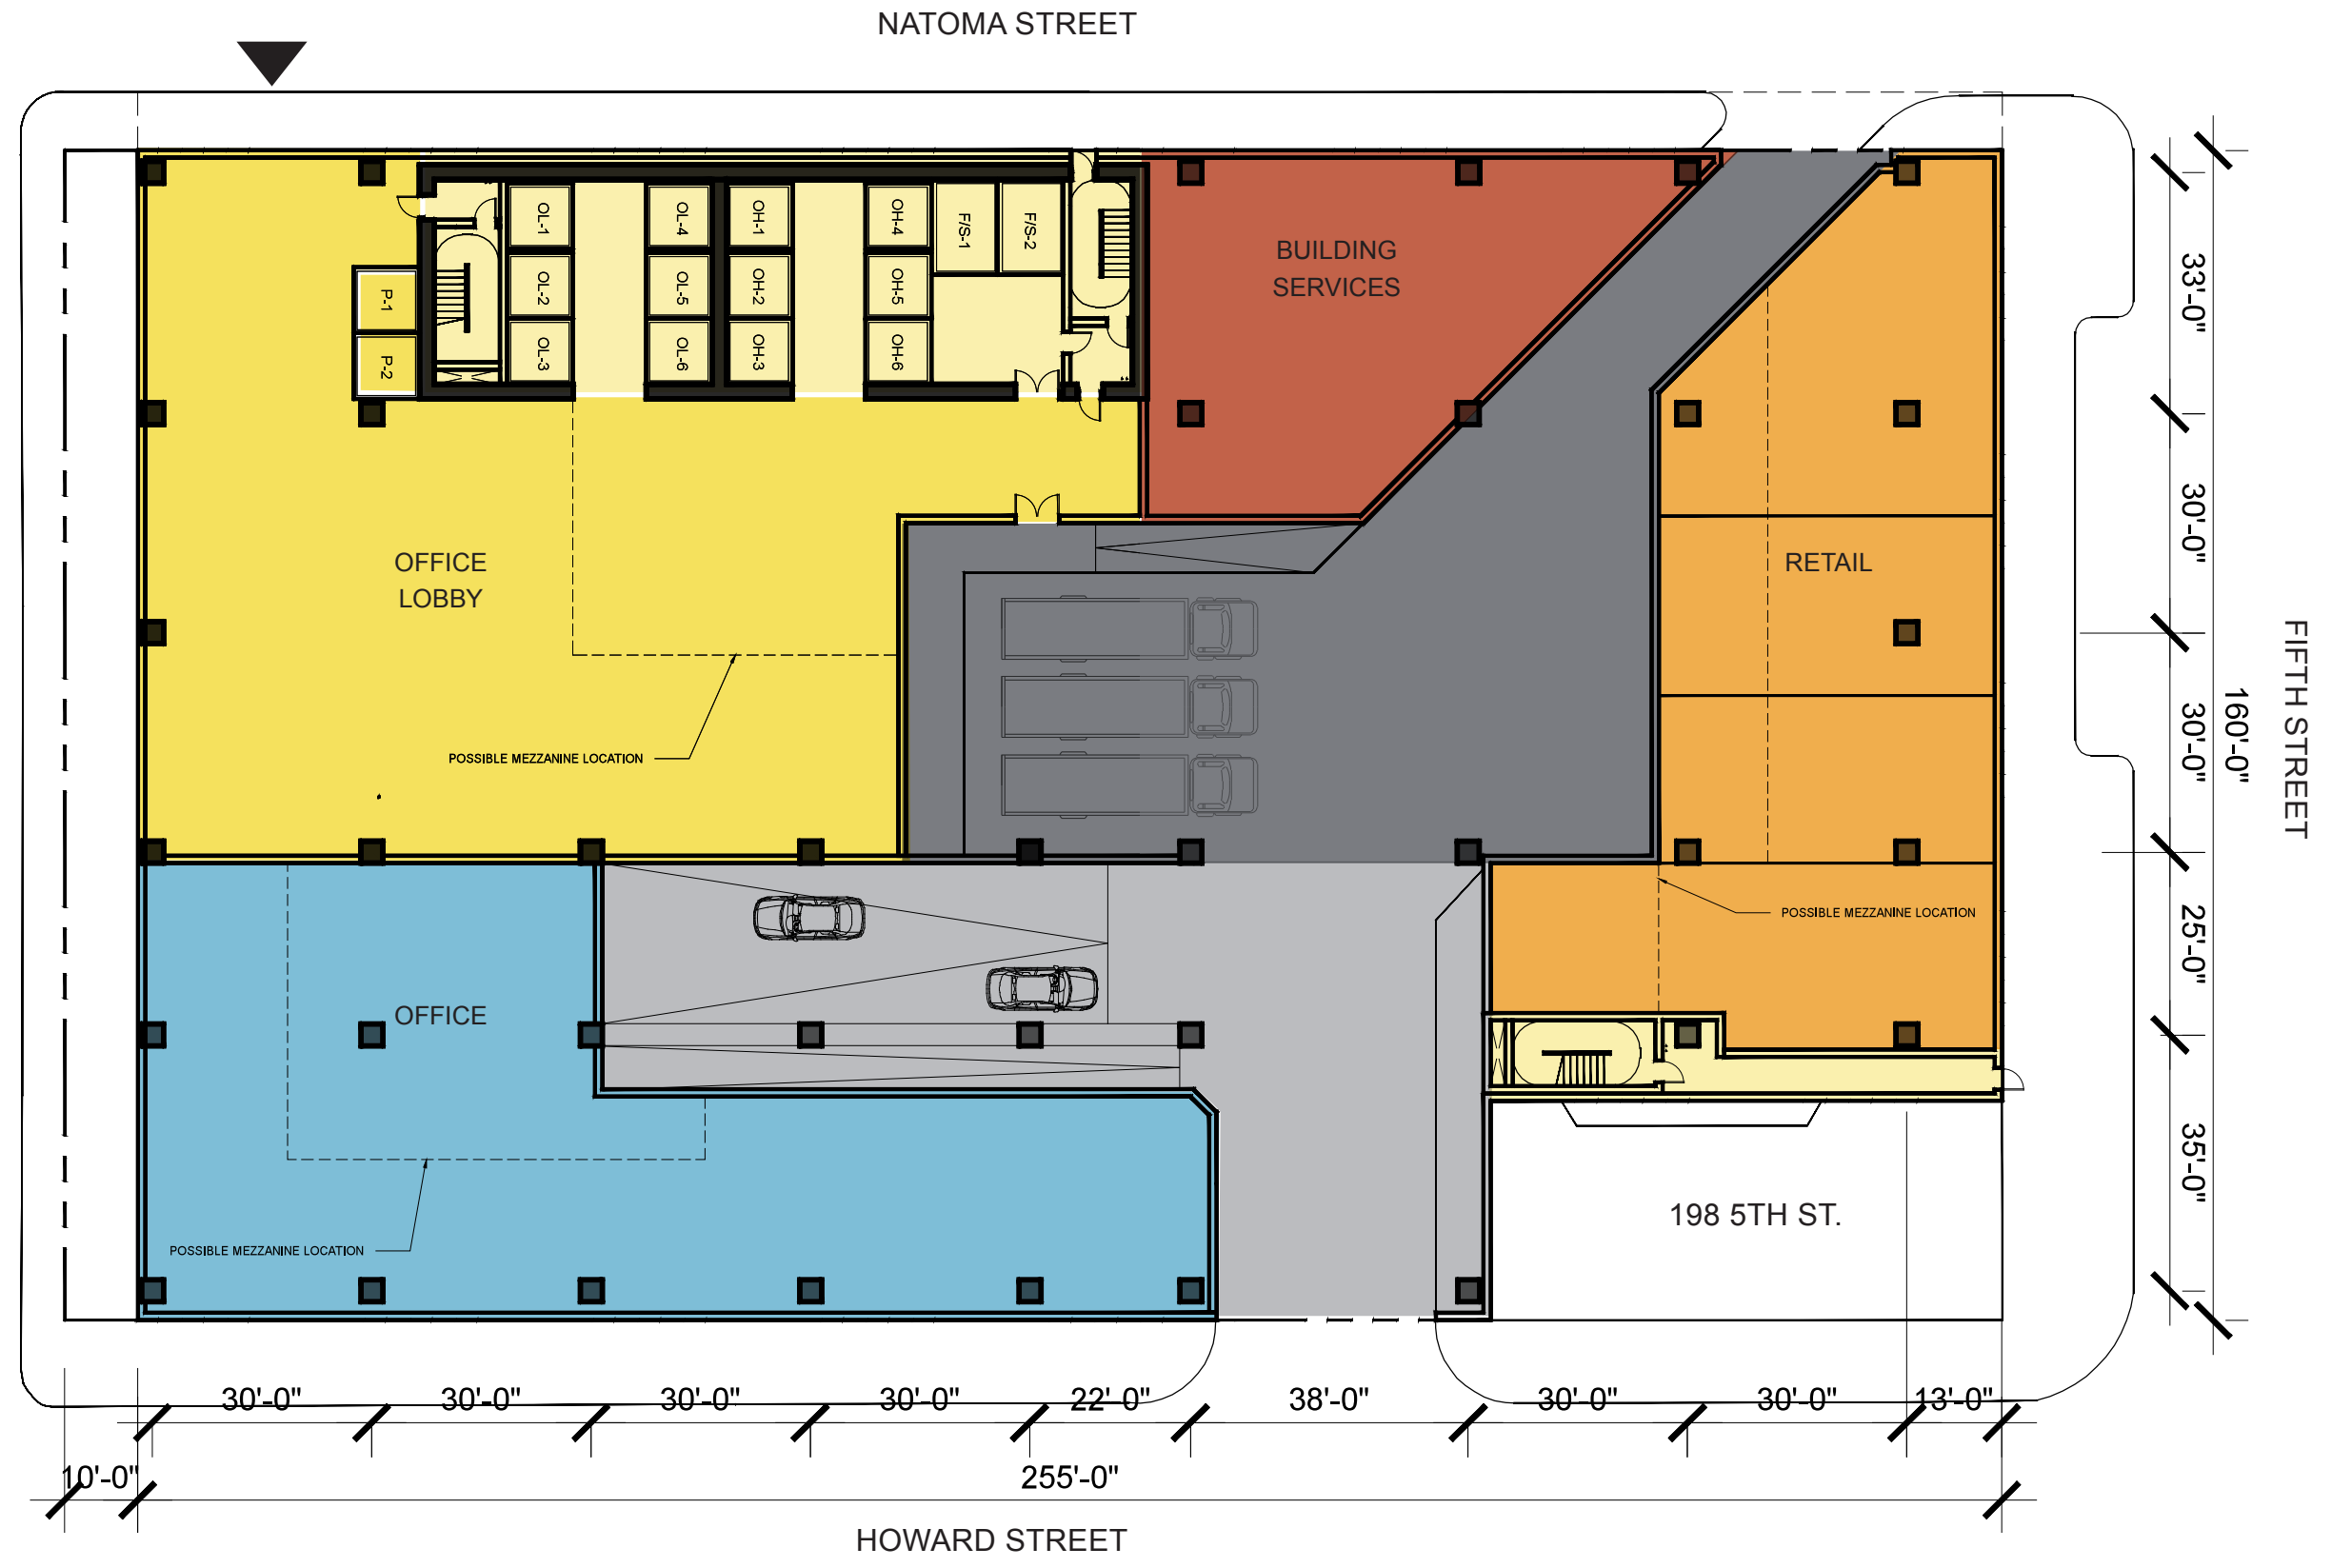 NATOMA STREET
OL-1
OL-4
OH-1
OH-4
F/S-1
F/S-2
BUILDING
SERVICES
P-1
OL-2
OL-5
OH-2
OH-5
P-2
OL-3
OL-6
OH-3
OH-6
33'-0"
30'-0"
OFFICE
LOBBY
RETAIL
FIFTH STREET
160'-0"
30'-0"
POSSIBLE MEZZANINE LOCATION
POSSIBLE MEZZANINE LOCATION
25'-0"
OFFICE
35'-0"
198 5TH ST.
POSSIBLE MEZZANINE LOCATION
30'-0" 30'-0" 30'-0" 30'-0" 22'-0" 38'-0" 30'-0" 30'-0" 13'-0"
10'-0" 255'-0"
HOWARD STREET